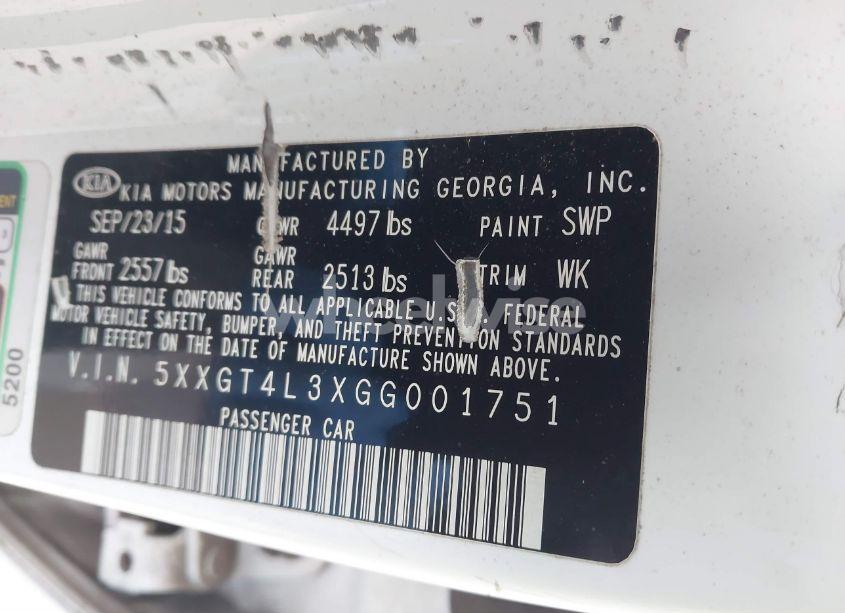 MANUFACTURED BY
KIA KIA MOTORS MANUFACTURING GEORGIA, INC.
SEP/23/15 GVWR 4497 lbs PAINT SWP
GAWR FRONT 2557 lbs GAWR REAR 2513 lbs TRIM WK
THIS VEHICLE CONFORMS TO ALL APPLICABLE U.S. FEDERAL
MOTOR VEHICLE SAFETY, BUMPER, AND THEFT PREVENTION STANDARDS
IN EFFECT ON THE DATE OF MANUFACTURE SHOWN ABOVE.
V.I.N. 5XXGT4L3XGG001751
PASSENGER CAR
5200